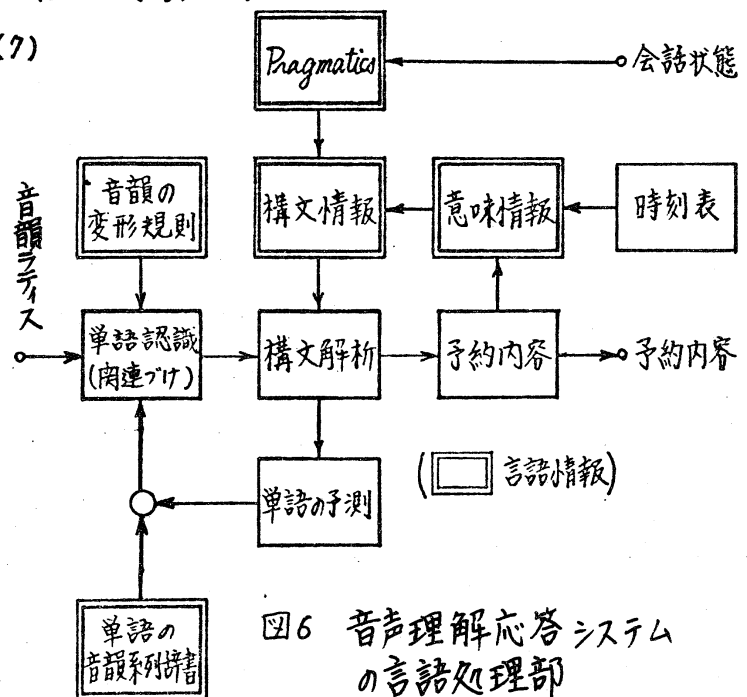 (7)
Pragmatics
会話状態
音韻の
変形規則
構文情報
意味情報
時刻表
音韻ラティス
単語認識
(関連づけ)
構文解析
予約内容
予約内容
単語の予測
(
言語情報)
単語の
音韻系列辞書
図6 音声理解応答システム
の言語処理部